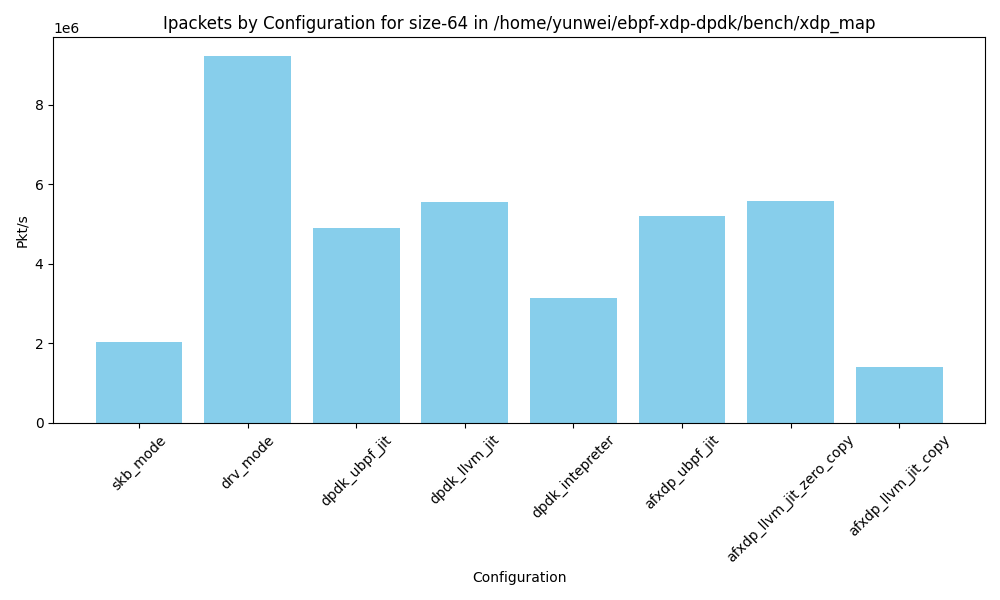 Ipackets by Configuration for size-64 in /home/yunwei/ebpf-xdp-dpdk/bench/xdp_map
1e6
8
6
4
2
0
Pkt/s
skb_mode
drv_mode
dpdk_ubpf_jit
dpdk_llvm_jit
dpdk_intepreter
afxdp_ubpf_jit
afxdp_llvm_jit_zero_copy
afxdp_llvm_jit_copy
Configuration